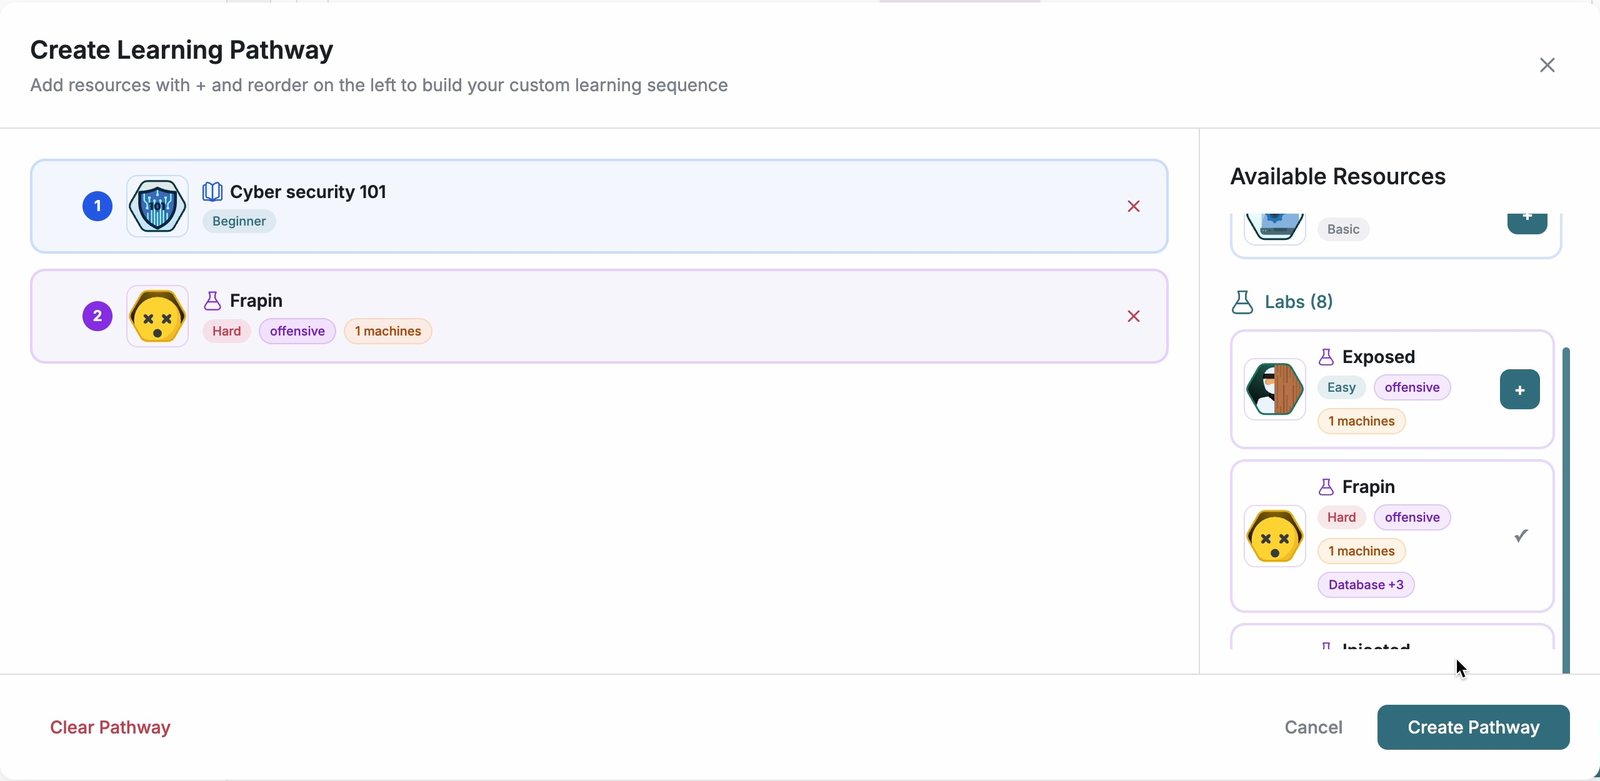 Create Learning Pathway
Add resources with + and reorder on the left to build your custom learning sequence
1
101
Cyber security 101
Beginner
2
Frapin
Hard
offensive
1 machines
Available Resources
Basic
+
Labs (8)
Exposed
Easy
offensive
1 machines
+
Frapin
Hard
offensive
1 machines
Database +3
Injected
Clear Pathway
Cancel
Create Pathway